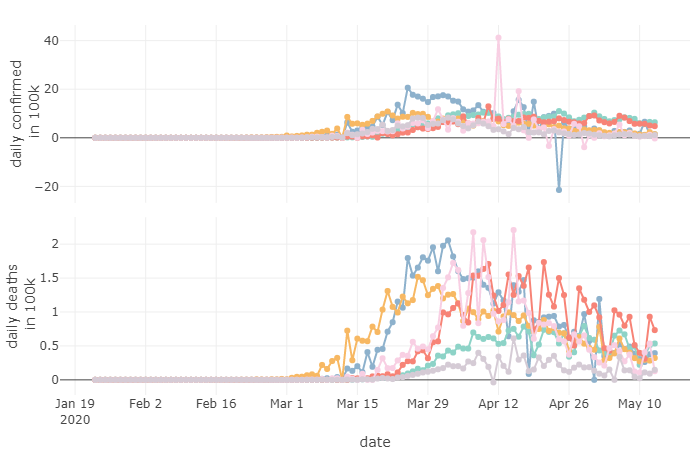 daily confirmed
in 100k
40
20
0
−20
daily deaths
in 100k
2
1.5
1
0.5
0
Jan 19
2020
Feb 2
Feb 16
Mar 1
Mar 15
Mar 29
Apr 12
Apr 26
May 10
date